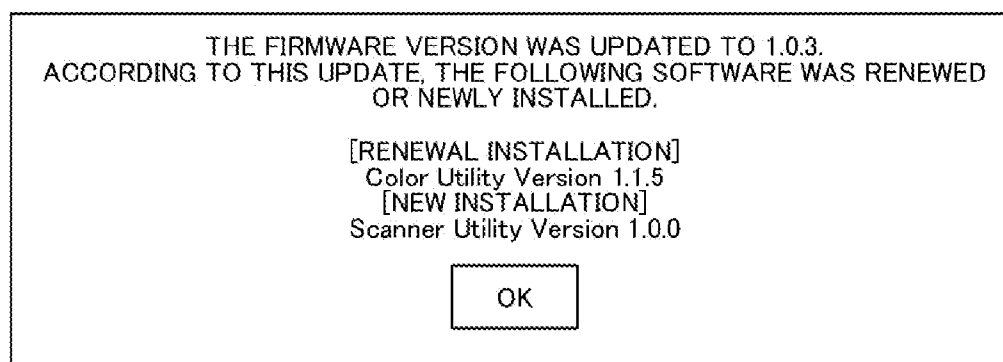 THE FIRMWARE VERSION WAS UPDATED TO 1.0.3.
ACCORDING TO THIS UPDATE, THE FOLLOWING SOFTWARE WAS RENEWED
OR NEWLY INSTALLED.
[RENEWAL INSTALLATION]
Color Utility Version 1.1.5
[NEW INSTALLATION]
Scanner Utility Version 1.0.0
OK